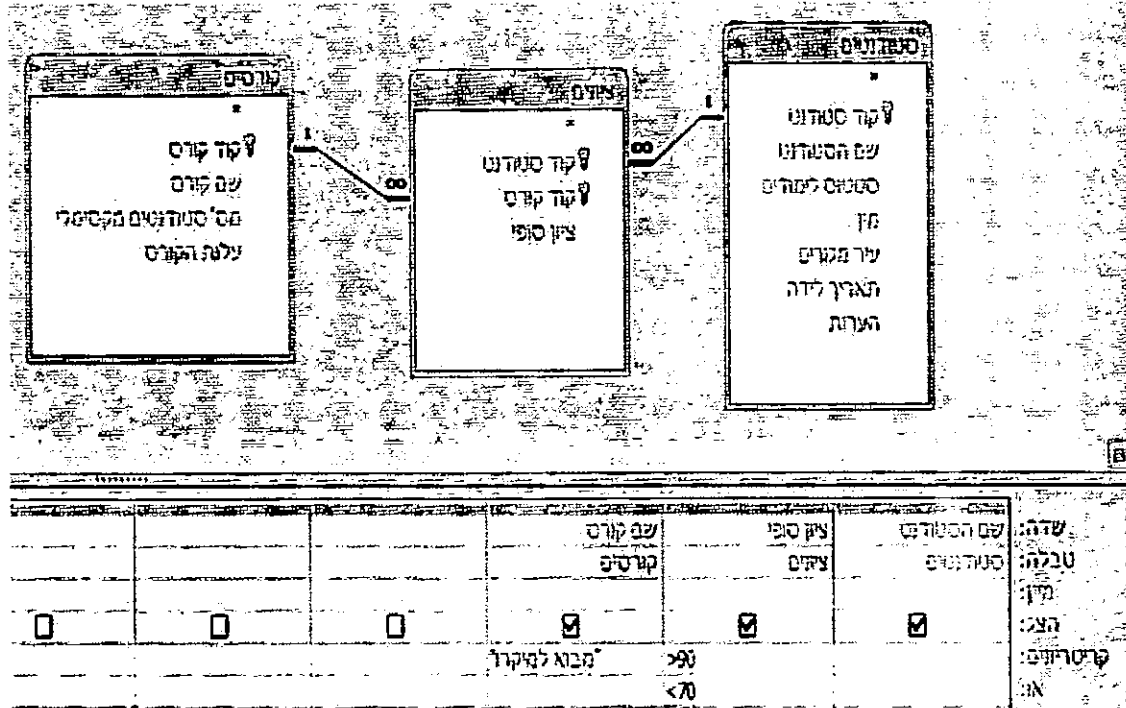 סטודנטים
*
קוד סטודנט
שם הסטודנט
סטטוס לימודים
מין
עיר מגורים
תאריך לידה
הערות
1
∞
ציונים
*
קוד סטודנט
קוד קורס
ציון סופי
∞
1
קורסים
*
קוד קורס
שם קורס
מס' סטודנטים מקסימלי
עלות הקורס
שדה: שם הסטודנט ציון סופי שם קורס
טבלה: סטודנטים ציונים קורסים
מיון:
הצג:
קריטריונים: >90 "מבוא למיקרו"
או: <70